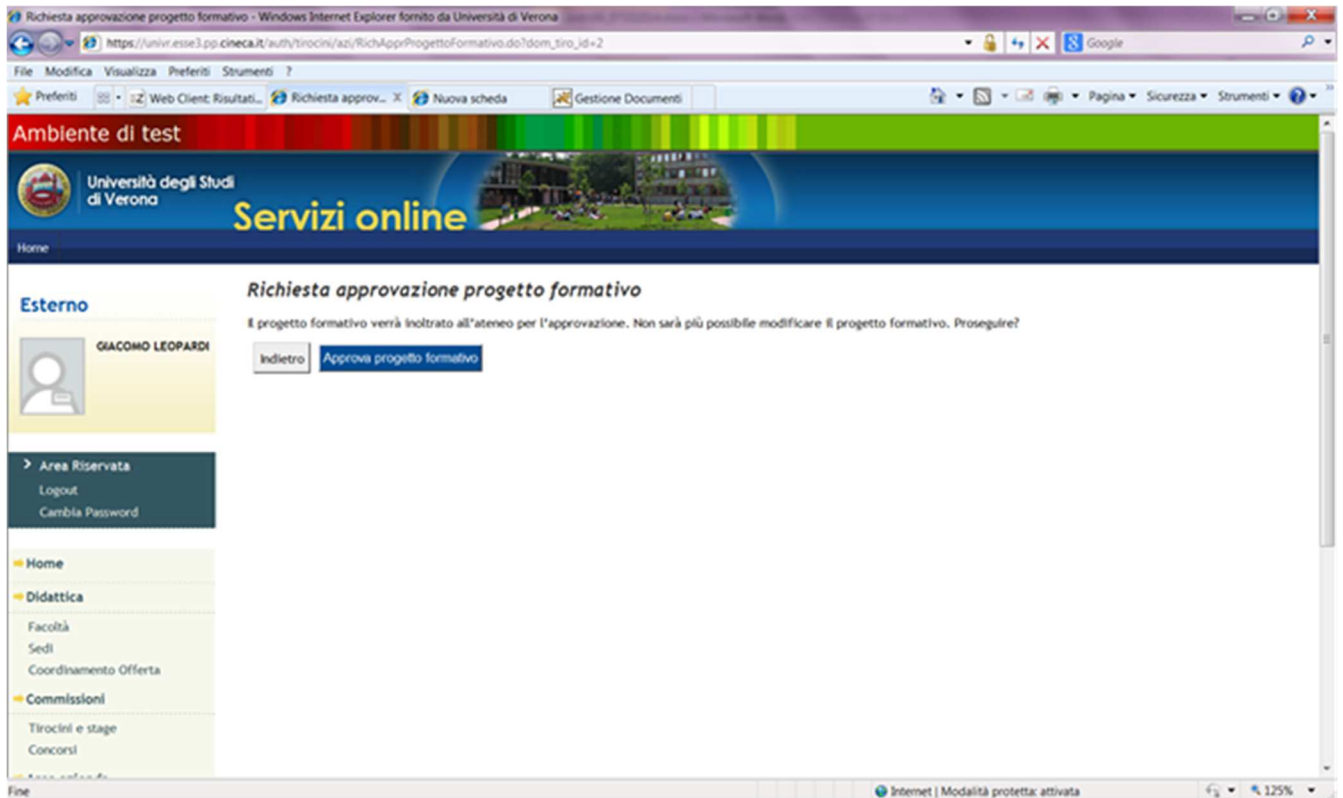 Richiesta approvazione progetto formativo - Windows Internet Explorer fornito da Università di Verona
https://univr.esse3.pp.cineca.it/auth/tirocini/azi/RichApprProgettoFormativo.do?dom_tiro_id=2
Google
File Modifica Visualizza Preferiti Strumenti ?
Preferiti Web Client: Risultati... Richiesta approv... X Nuova scheda Gestione Documenti Pagina Sicurezza Strumenti
Ambiente di test
Università degli Studi
di Verona
Servizi online
Home
Esterno
GIACOMO LEOPARDI
Richiesta approvazione progetto formativo
Il progetto formativo verrà inoltrato all'ateneo per l'approvazione. Non sarà più possibile modificare il progetto formativo. Proseguire?
Indietro Approva progetto formativo
> Area Riservata
Logout
Cambia Password
Home
Didattica
Facoltà
Sedi
Coordinamento Offerta
Commissioni
Tirocini e stage
Concorsi
Fine Internet | Modalità protetta: attivata 125%